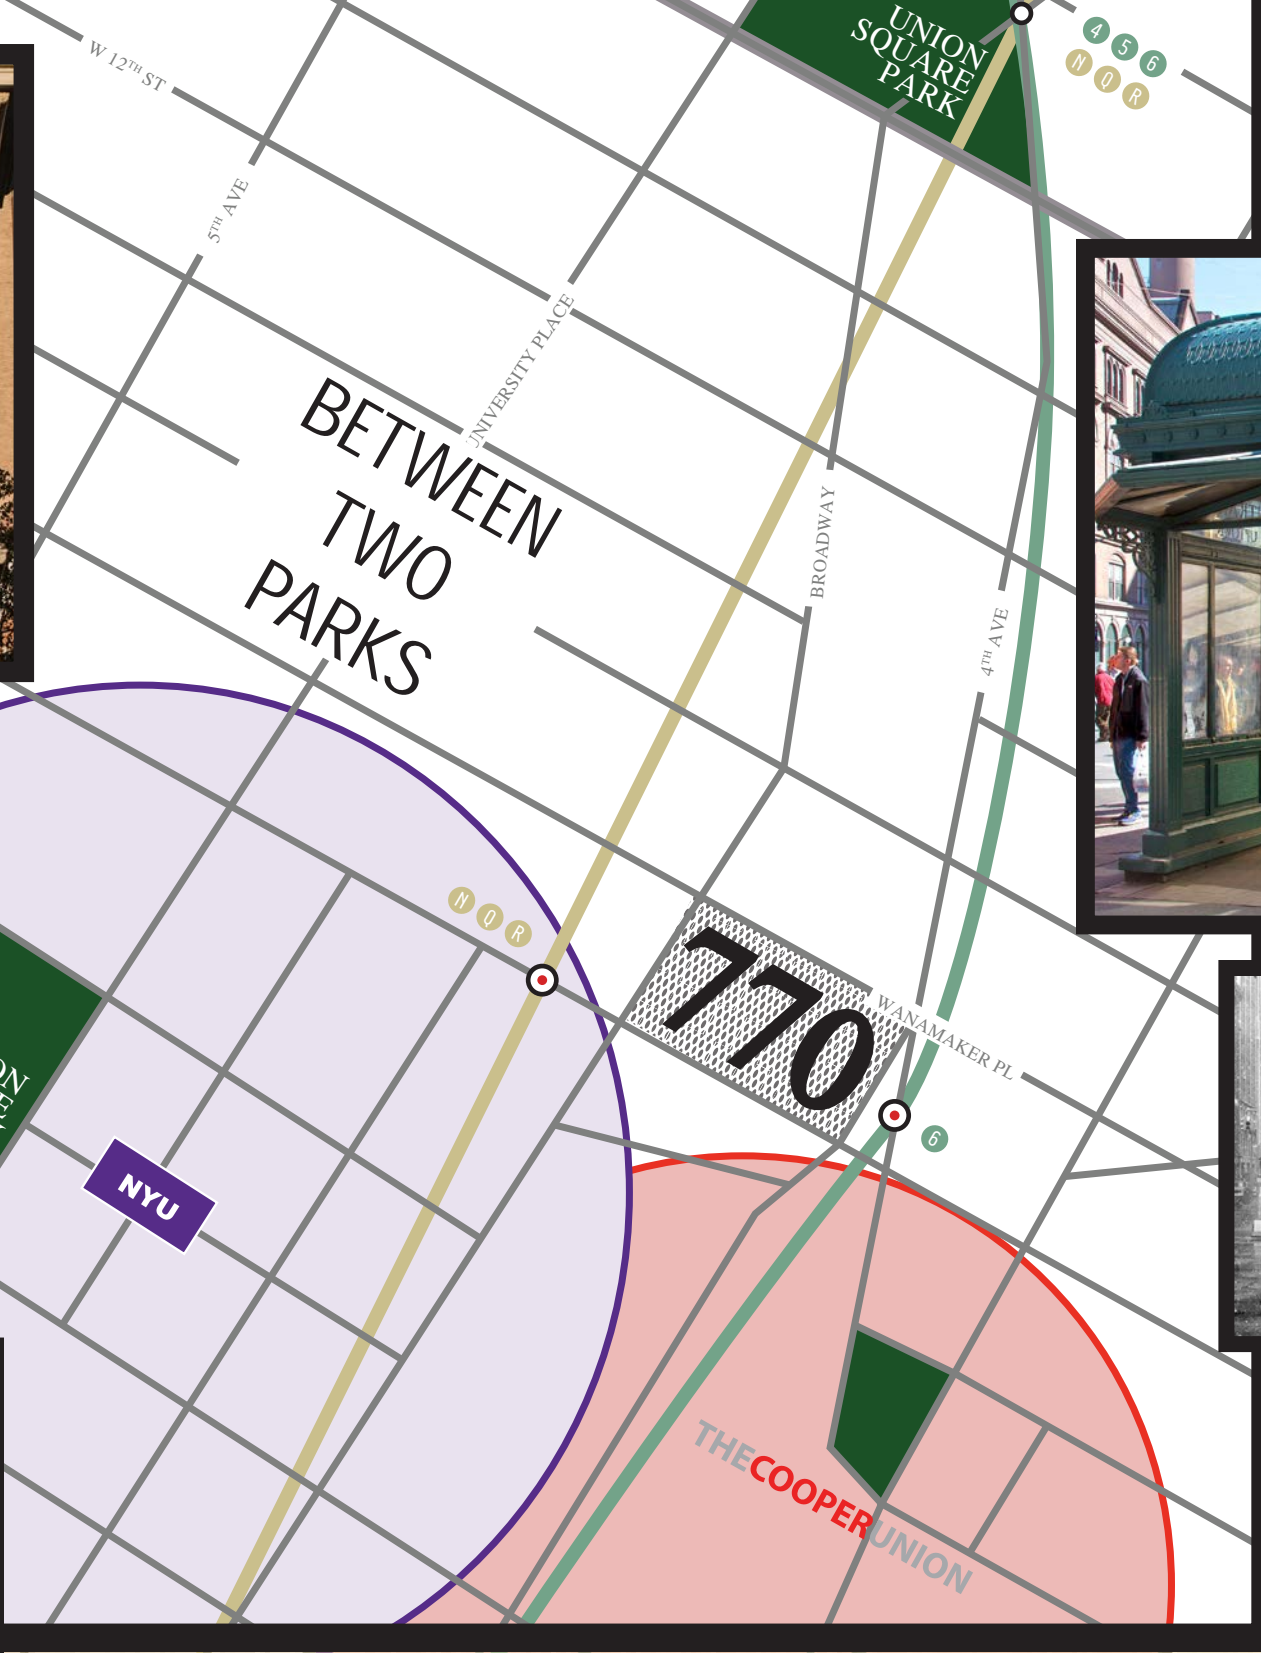 UNION
SQUARE
PARK
4 5 6
N Q R
W 12TH ST
5TH AVE
UNIVERSITY PLACE
BETWEEN
TWO
PARKS
BROADWAY
4TH AVE
N Q R
770
WANAMAKER PL
6
NYU
THECOOPERUNION